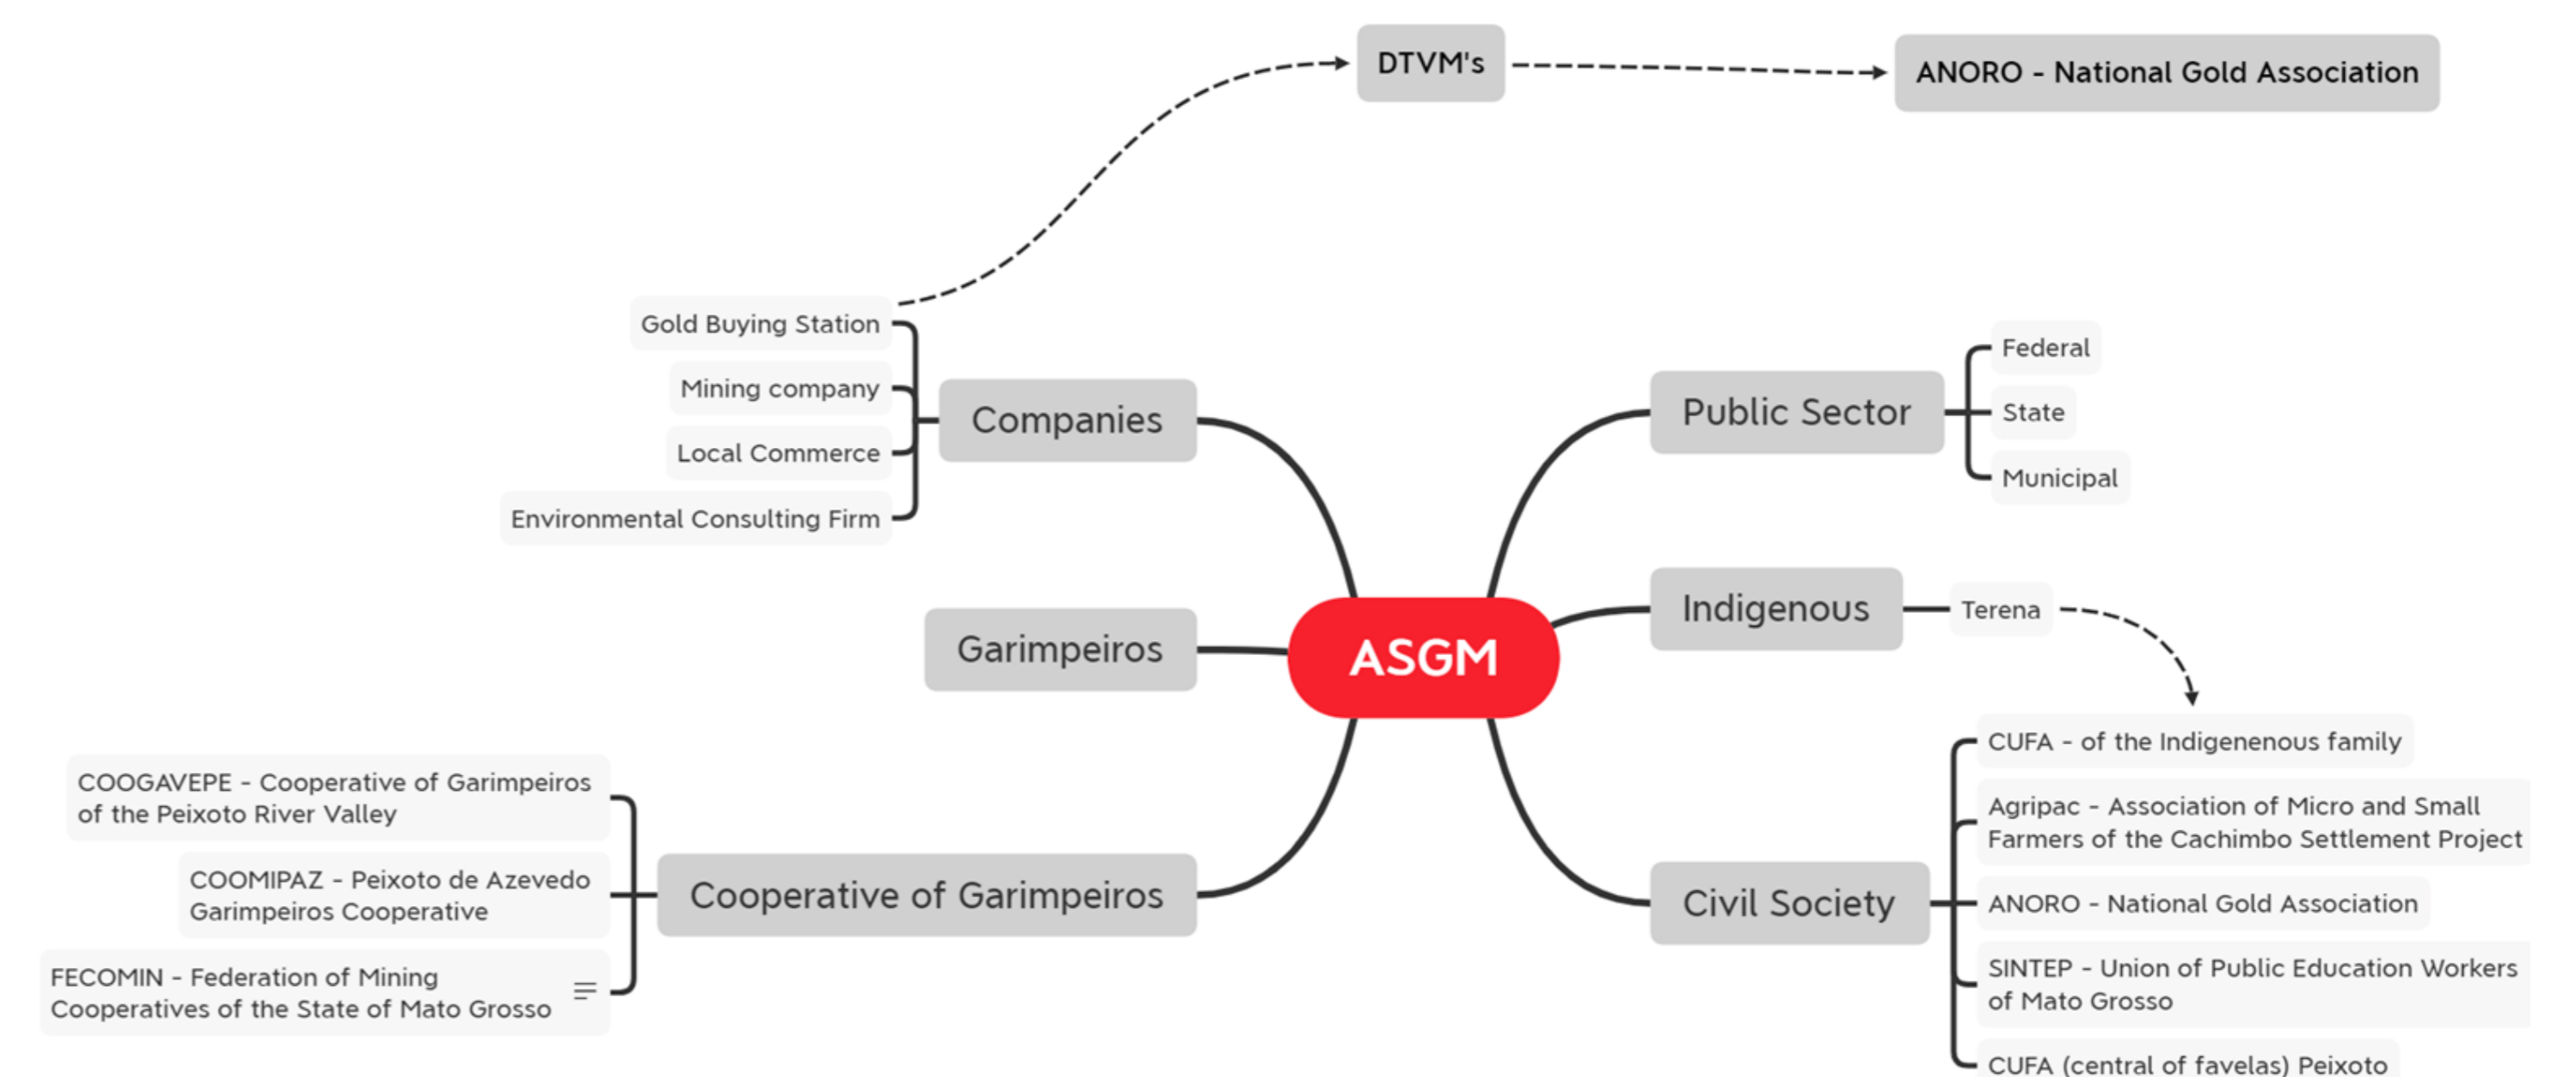 DTVM's
ANORO - National Gold Association
Gold Buying Station
Mining company
Local Commerce
Environmental Consulting Firm
Companies
Public Sector
Federal
State
Municipal
Garimpeiros
ASGM
Indigenous
Terena
COOGAVEPE - Cooperative of Garimpeiros
of the Peixoto River Valley
COOMIPAZ - Peixoto de Azevedo
Garimpeiros Cooperative
FECOMIN - Federation of Mining
Cooperatives of the State of Mato Grosso
Cooperative of Garimpeiros
Civil Society
CUFA - of the Indigenenous family
Agripac - Association of Micro and Small
Farmers of the Cachimbo Settlement Project
ANORO - National Gold Association
SINTEP - Union of Public Education Workers
of Mato Grosso
CUFA (central of favelas) Peixoto